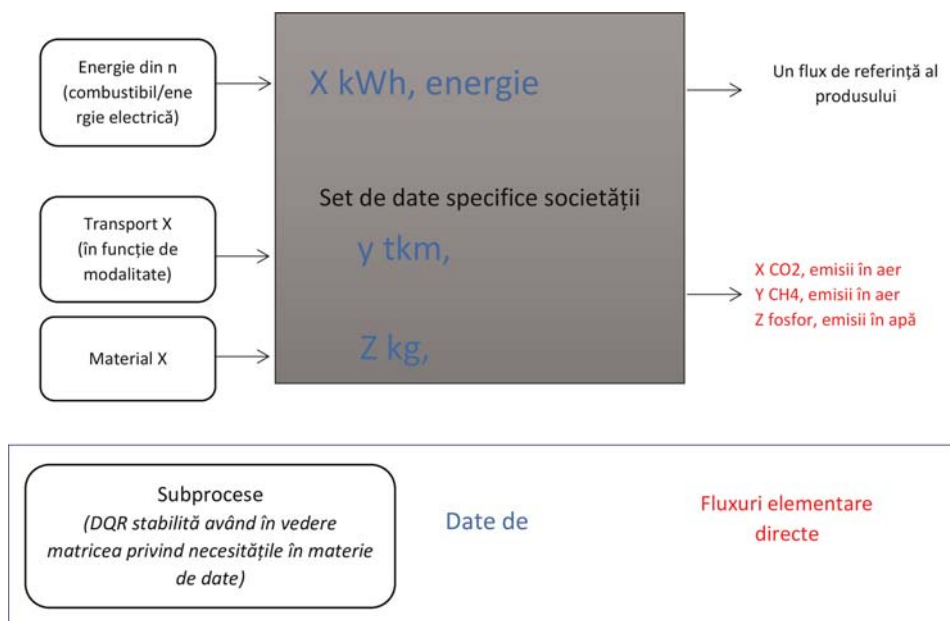 Energie din n
(combustibil/ene
rgie electrică)
X kWh, energie
Un flux de referință al
produsului
Set de date specifice societății
Transport X
(în funcție de
modalitate)
y tkm,
X CO2, emisii în aer
Y CH4, emisii în aer
Z fosfor, emisii în apă
Material X
Z kg,
Subprocese
(DQR stabilită având în vedere
matricea privind necesitățile în materie
de date)
Date de
Fluxuri elementare
directe